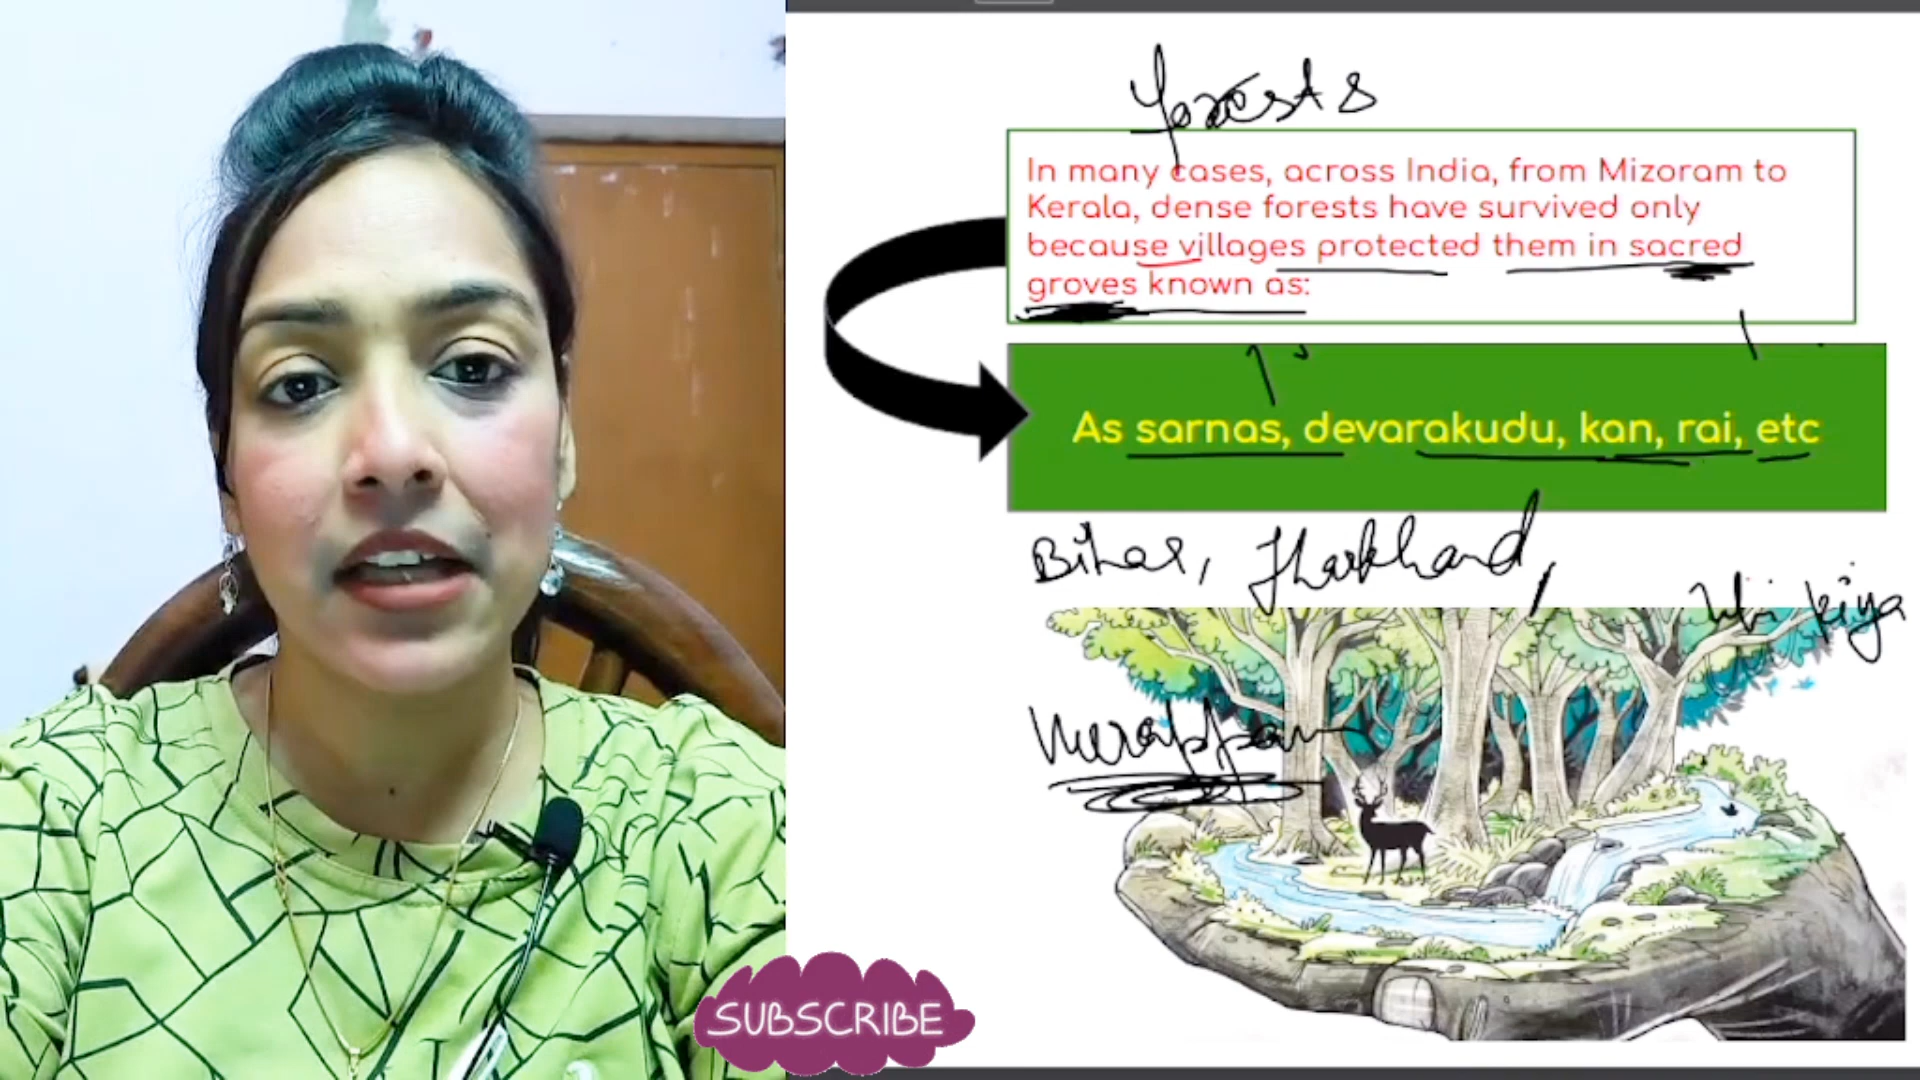 Forests
In many cases, across India, from Mizoram to
Kerala, dense forests have survived only
because villages protected them in sacred
groves known as:
As sarnas, devarakudu, kan, rai, etc
Bihar, Jharkhand,
kiya
SUBSCRIBE